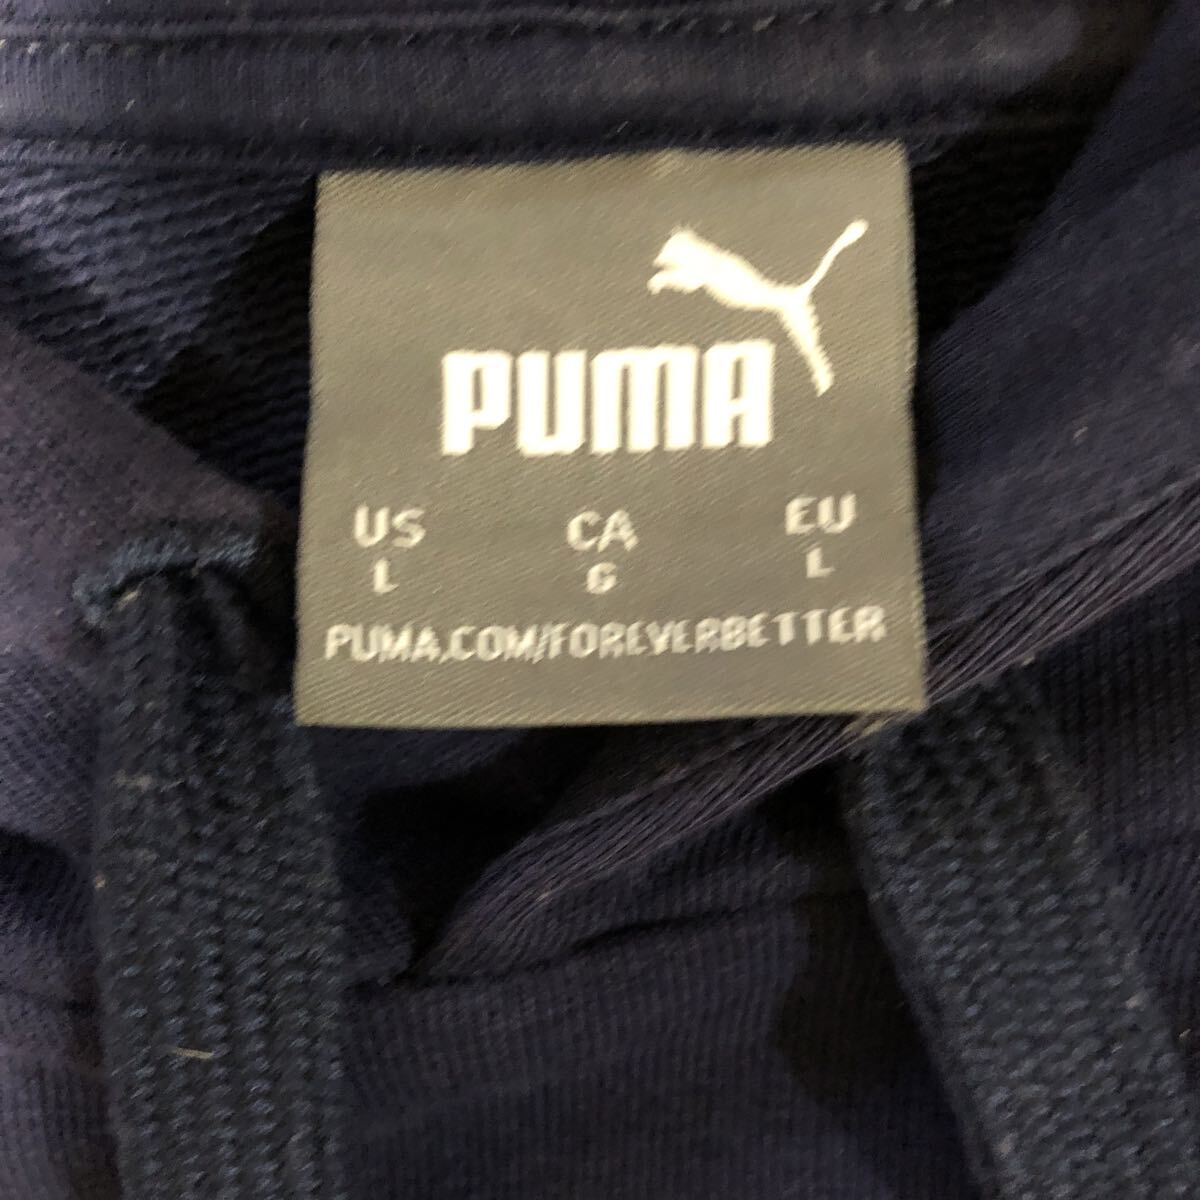 PUMA
US CA EU
L G L
PUMA.COM/FOREVERBETTER